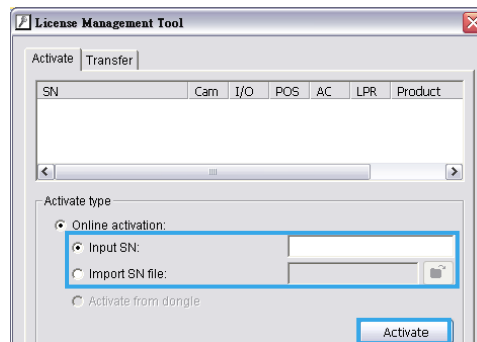 License Management Tool
Activate Transfer
SN Cam I/O POS AC LPR Product
Activate type
Online activation:
Input SN:
Import SN file:
Activate from dongle
Activate